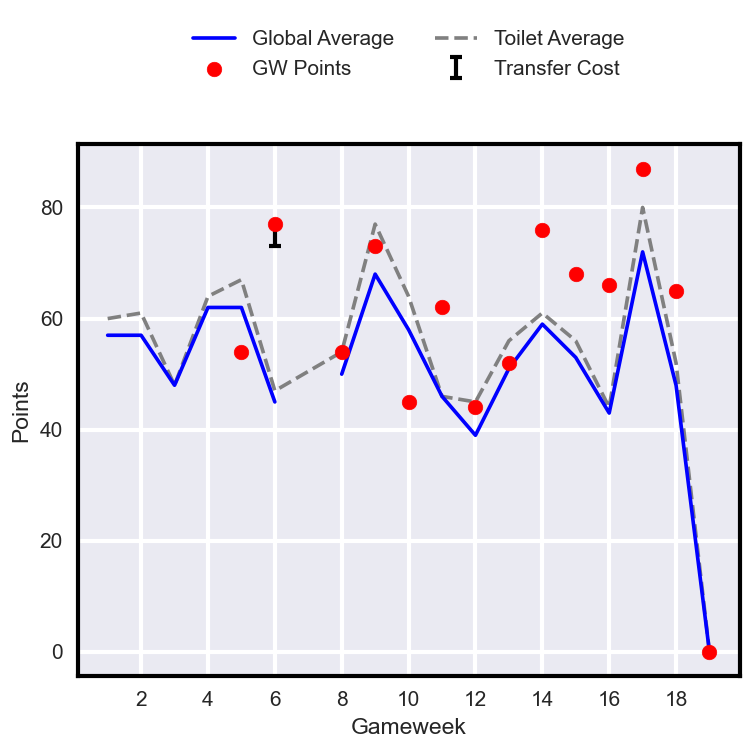 Global Average
Toilet Average
GW Points
Transfer Cost
80
60
40
20
0
Points
2 4 6 8 10 12 14 16 18
Gameweek